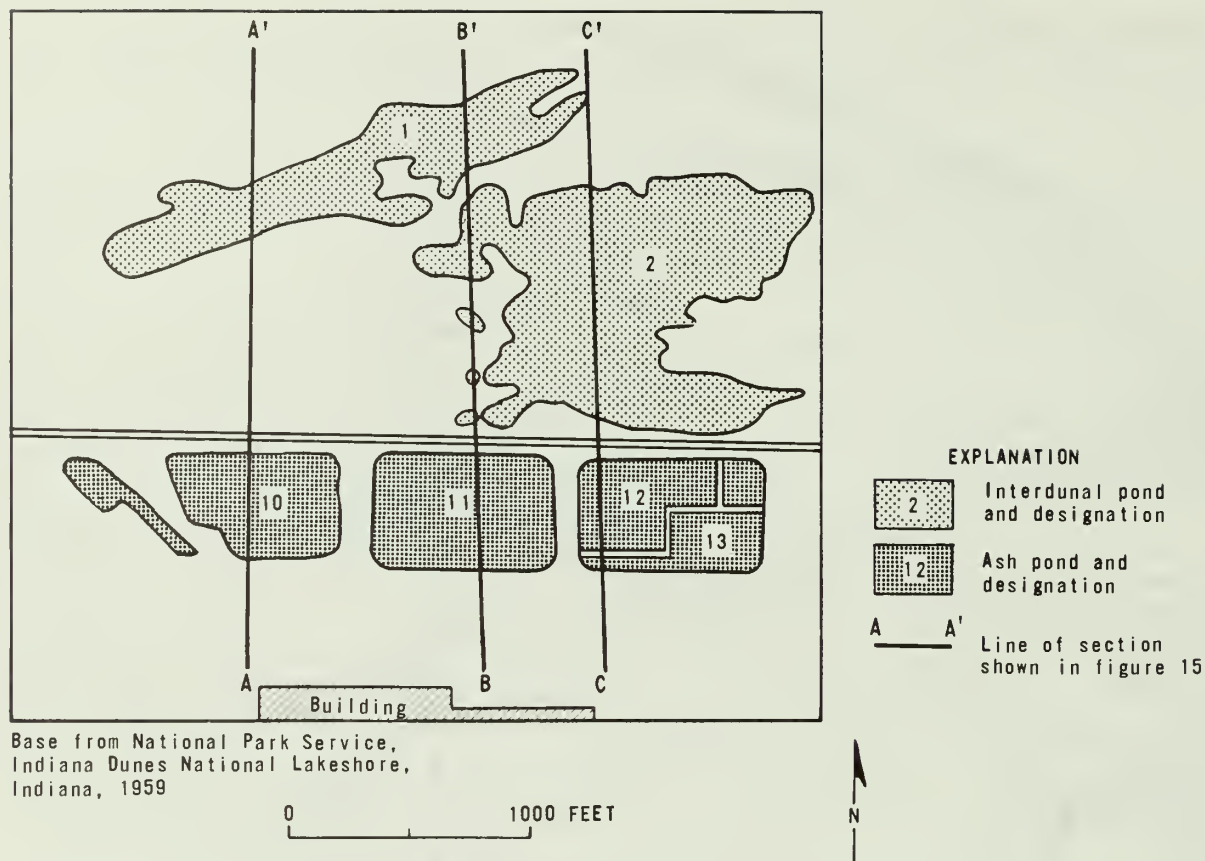 A'
B'
C'
1
2
10
11
12
13
A
B
C
Building
EXPLANATION
2
Interdunal pond
and designation
12
Ash pond and
designation
A
A'
Line of section
shown in figure 15
Base from National Park Service,
Indiana Dunes National Lakeshore,
Indiana, 1959
0
1000 FEET
N